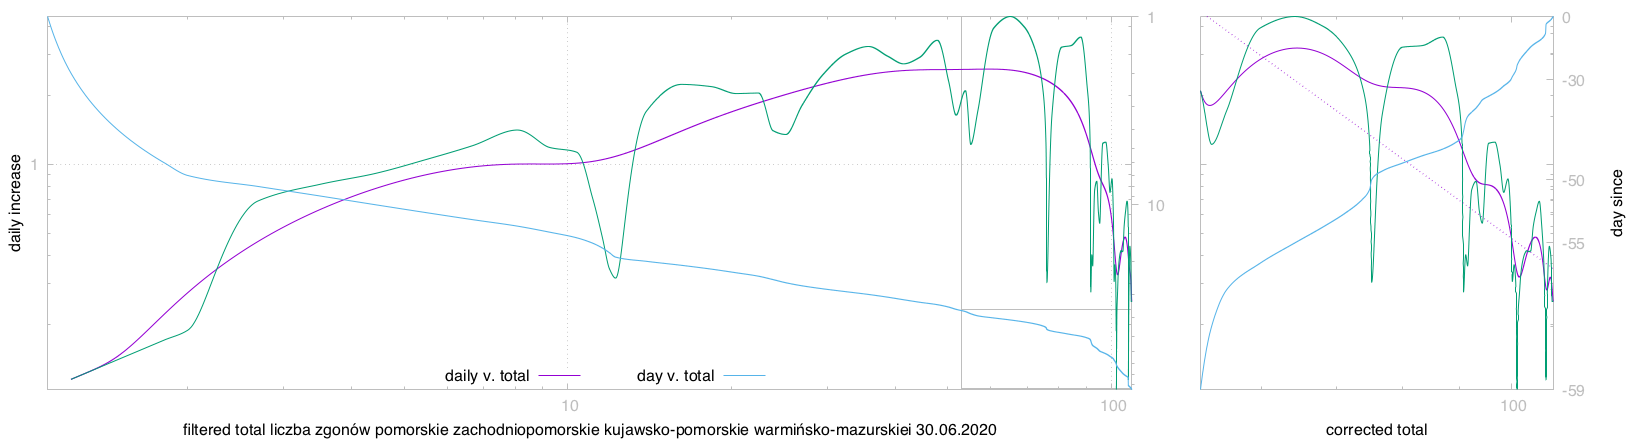 1
0
-30
daily increase
1
-50
10
day since
-55
daily v. total
day v. total
-59
10
100
100
filtered total liczba zgonów pomorskie zachodniopomorskie kujawsko-pomorskie warmińsko-mazurskiei 30.06.2020
corrected total